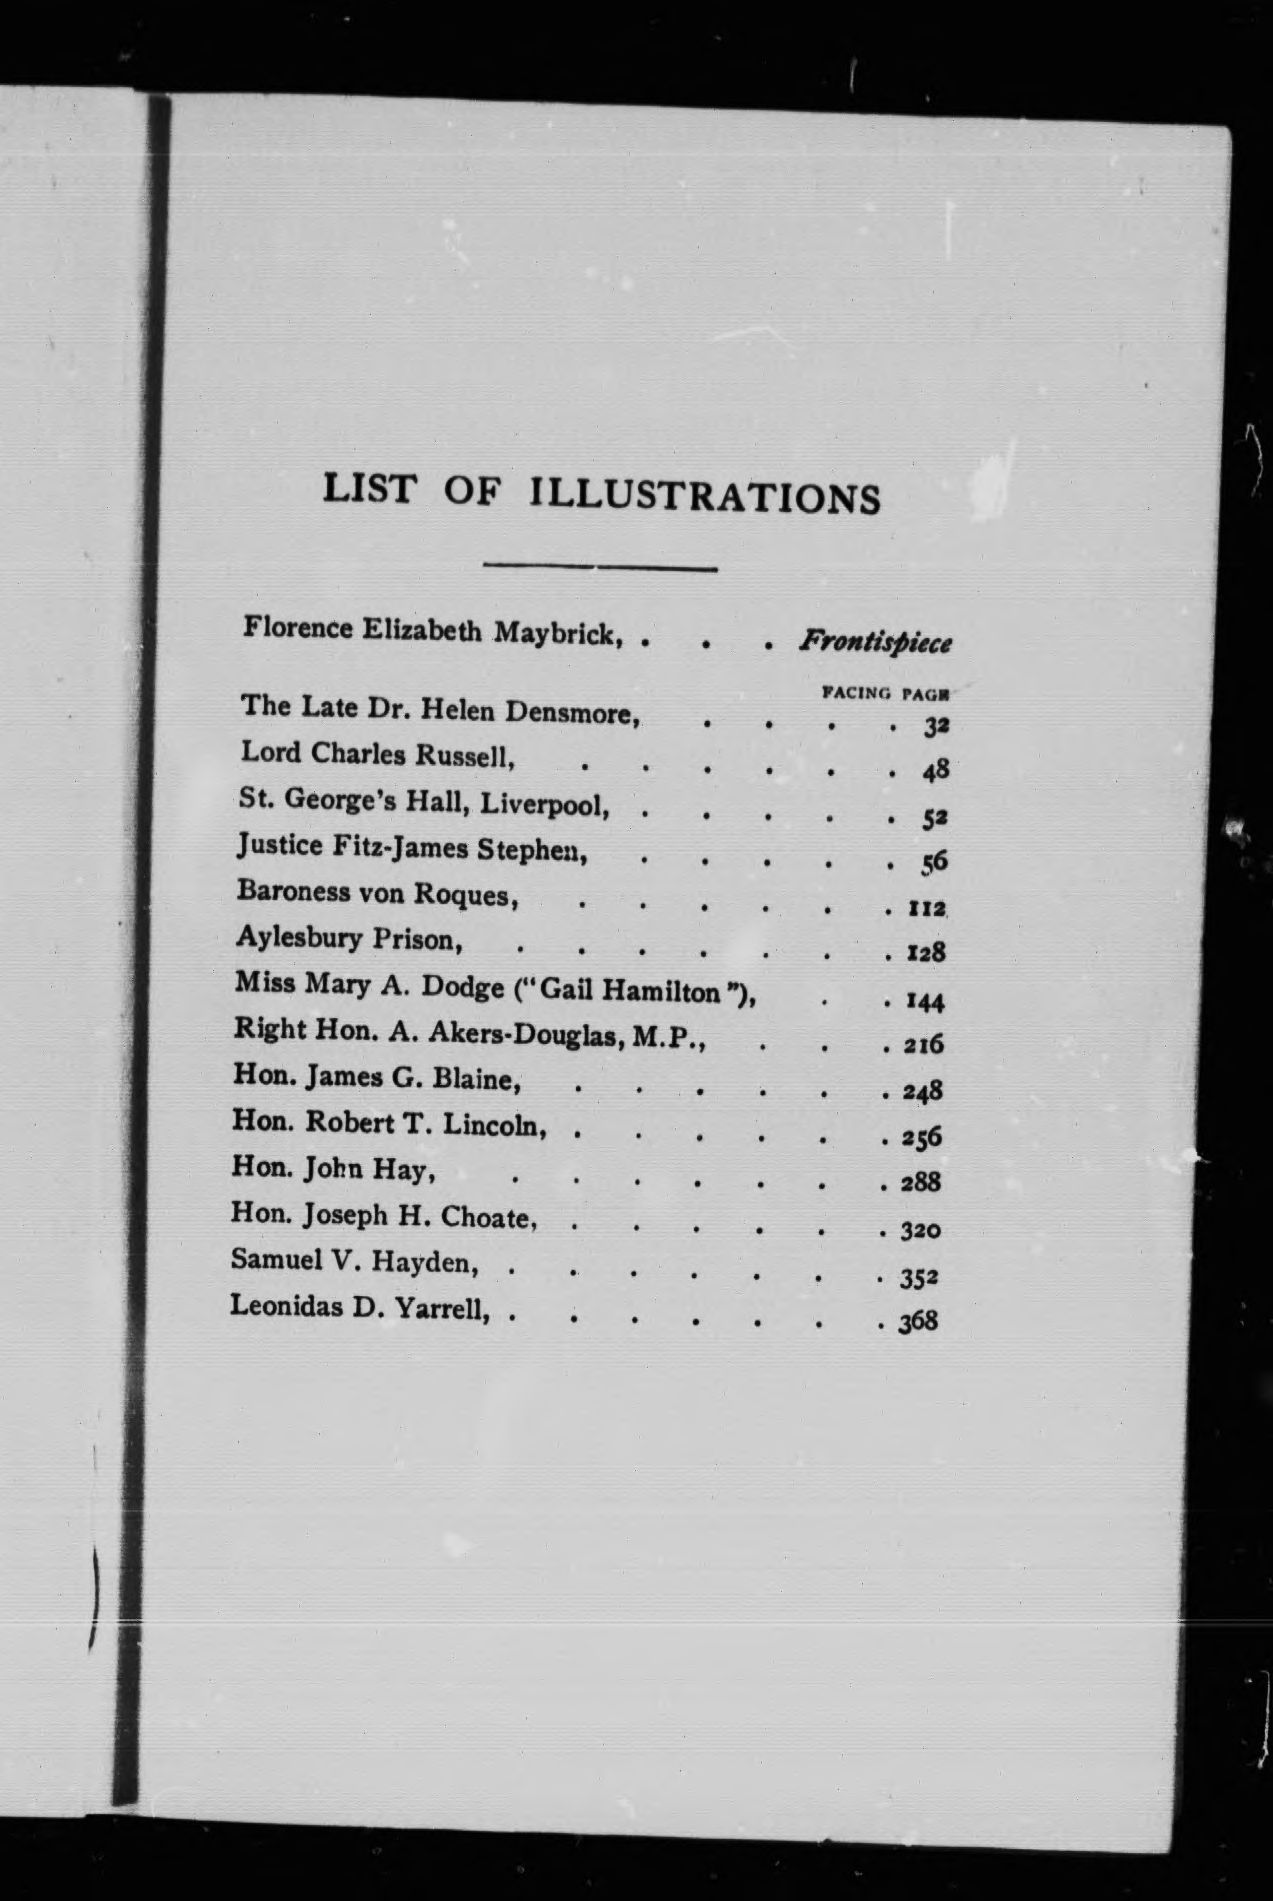 LIST OF ILLUSTRATIONS
Florence Elizabeth Maybrick, . . . Frontispiece
FACING PAGE
The Late Dr. Helen Densmore, . . . . 32
Lord Charles Russell, . . . . . . 48
St. George's Hall, Liverpool, . . . . . 52
Justice Fitz-James Stephen, . . . . . 56
Baroness von Roques, . . . . . . 112
Aylesbury Prison, . . . . . . . 128
Miss Mary A. Dodge ("Gail Hamilton"), . . 144
Right Hon. A. Akers-Douglas, M.P., . . . 216
Hon. James G. Blaine, . . . . . . 248
Hon. Robert T. Lincoln, . . . . . . 256
Hon. John Hay, . . . . . . . 288
Hon. Joseph H. Choate, . . . . . . 320
Samuel V. Hayden, . . . . . . . 352
Leonidas D. Yarrell, . . . . . . . 368